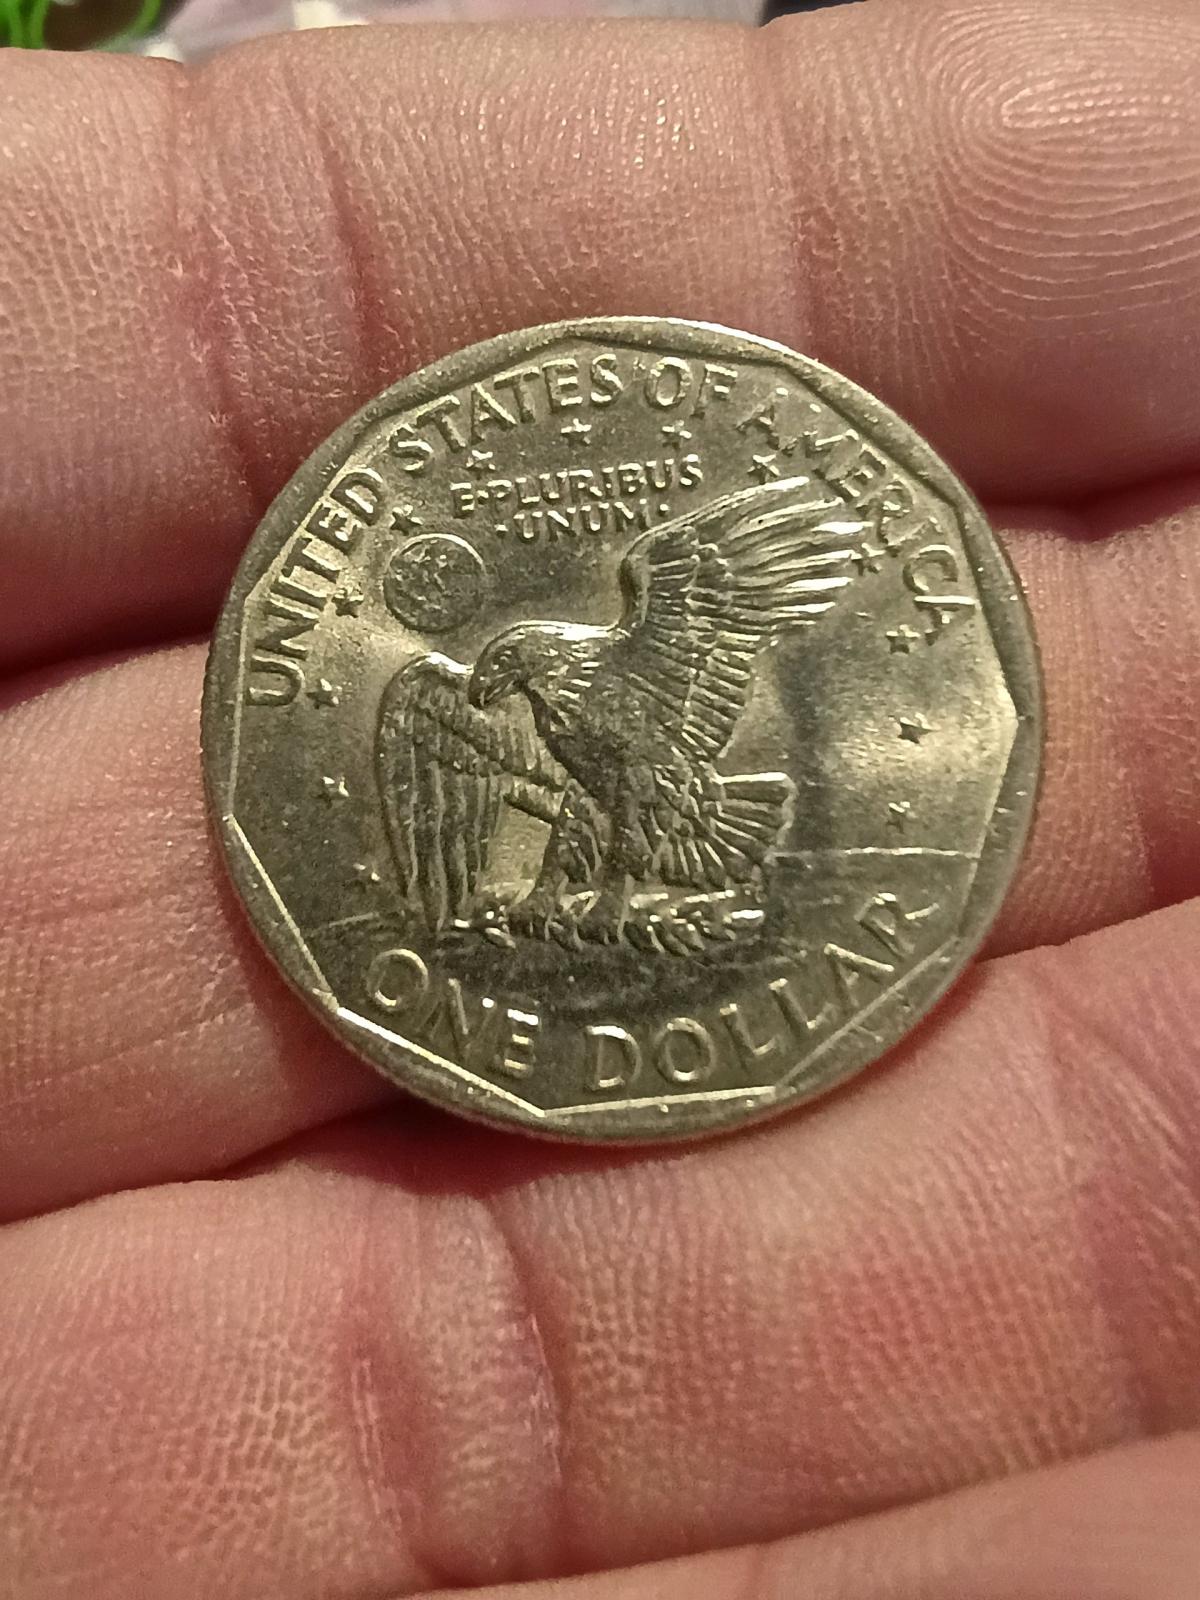 UNITED STATES OF AMERICA
E·PLURIBUS
·UNUM·
ONE DOLLAR